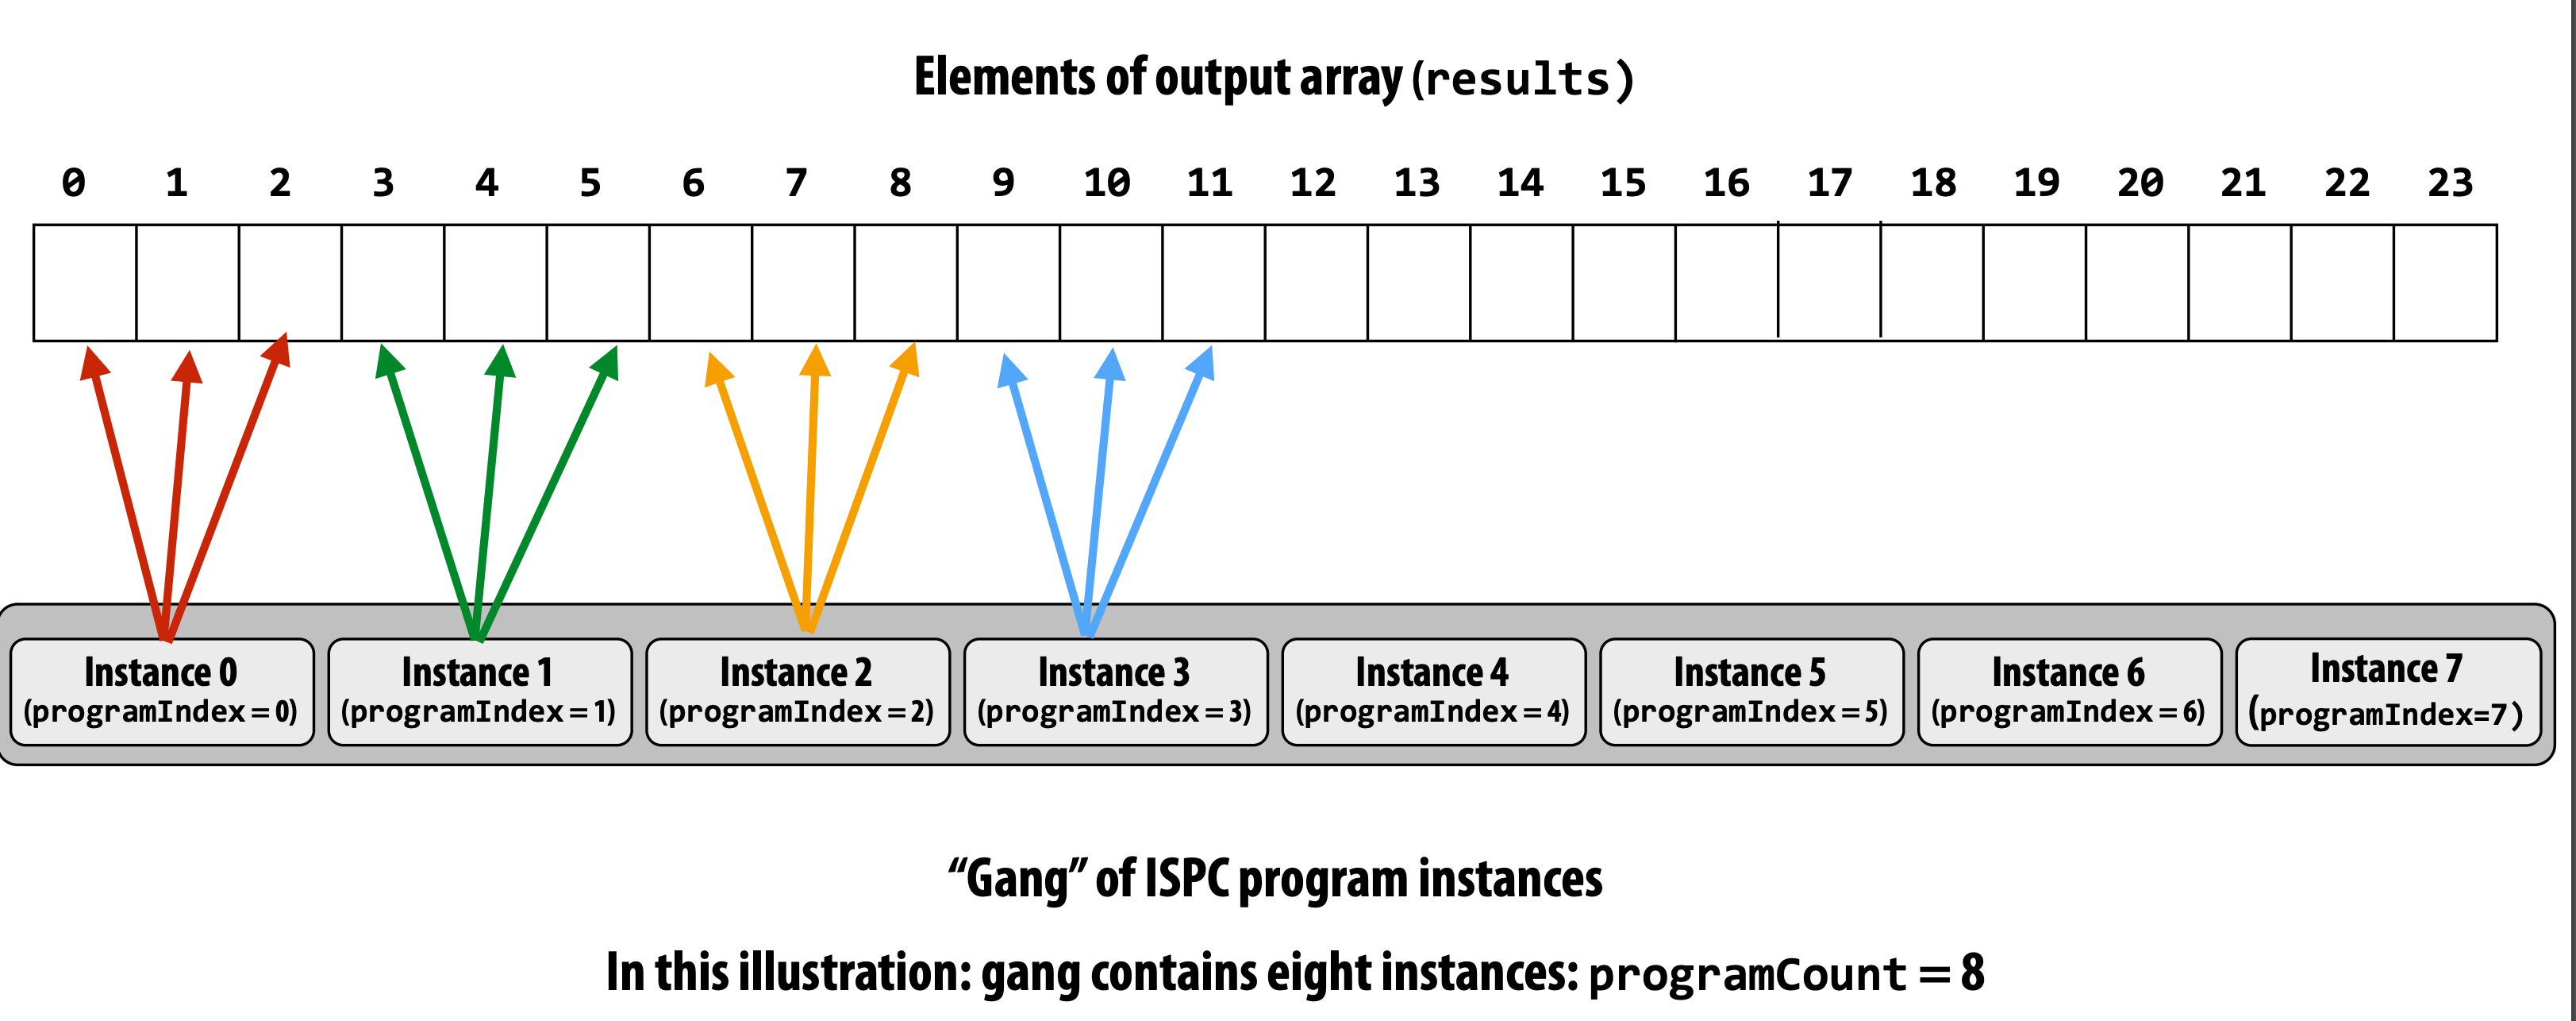 Elements of output array (results)
0 1 2 3 4 5 6 7 8 9 10 11 12 13 14 15 16 17 18 19 20 21 22 23
Instance 0
(programIndex = 0)
Instance 1
(programIndex = 1)
Instance 2
(programIndex = 2)
Instance 3
(programIndex = 3)
Instance 4
(programIndex = 4)
Instance 5
(programIndex = 5)
Instance 6
(programIndex = 6)
Instance 7
(programIndex=7)
“Gang” of ISPC program instances
In this illustration: gang contains eight instances: programCount = 8